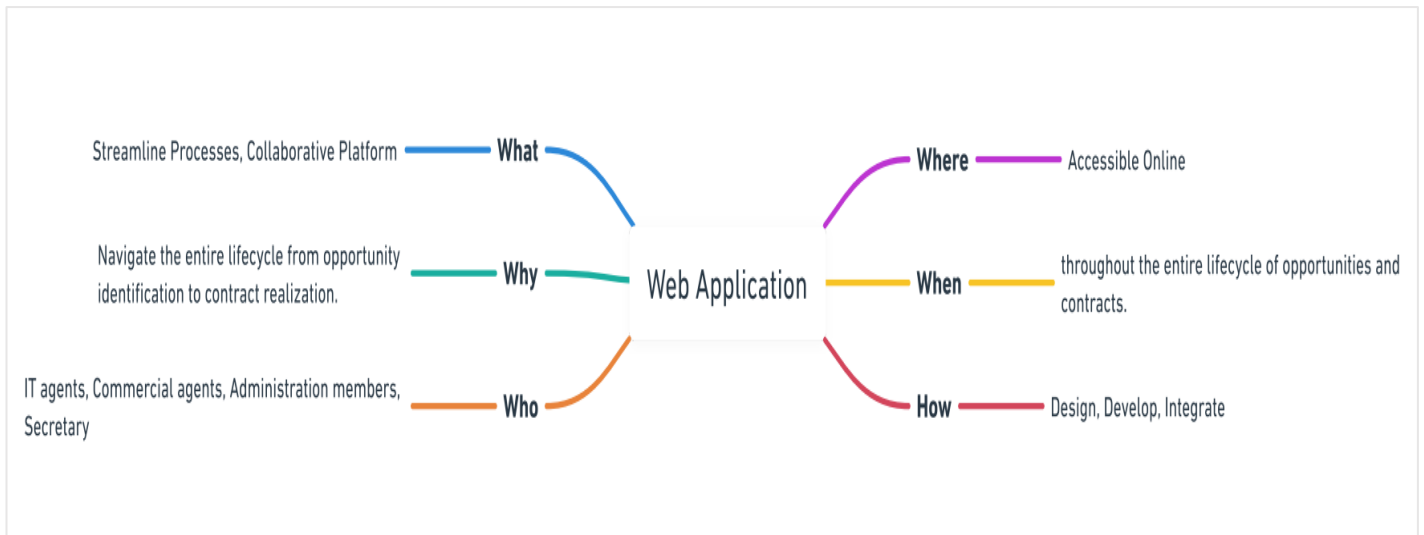 Streamline Processes, Collaborative Platform
What
Navigate the entire lifecycle from opportunity
identification to contract realization.
Why
IT agents, Commercial agents, Administration members,
Secretary
Who
Web Application
Where
Accessible Online
When
throughout the entire lifecycle of opportunities and
contracts.
How
Design, Develop, Integrate